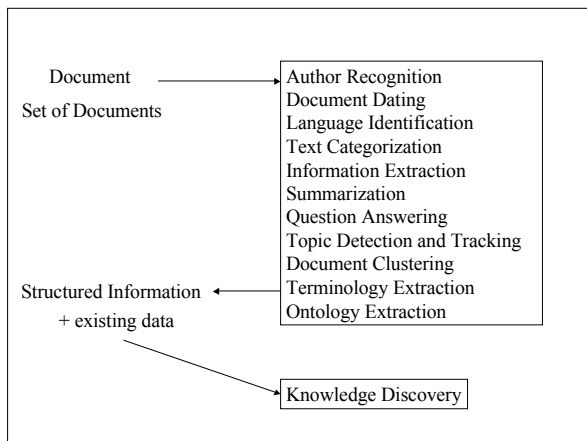 Document
Set of Documents
Author Recognition
Document Dating
Language Identification
Text Categorization
Information Extraction
Summarization
Question Answering
Topic Detection and Tracking
Document Clustering
Terminology Extraction
Ontology Extraction
Structured Information
+ existing data
Knowledge Discovery